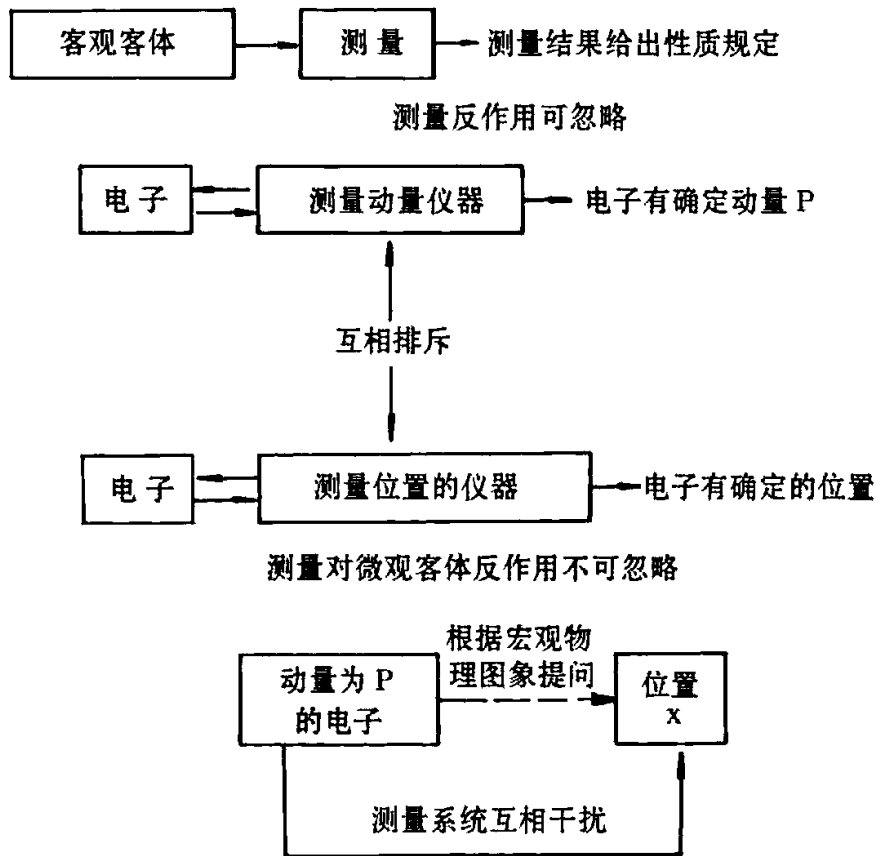 客观客体 测量 测量结果给出性质规定
测量反作用可忽略
电子 测量动量仪器 电子有确定动量 P
互相排斥
电子 测量位置的仪器 电子有确定的位置
测量对微观客体反作用不可忽略
根据宏观物
理图象提问
动量为 P
的电子
位置
x
测量系统互相干扰